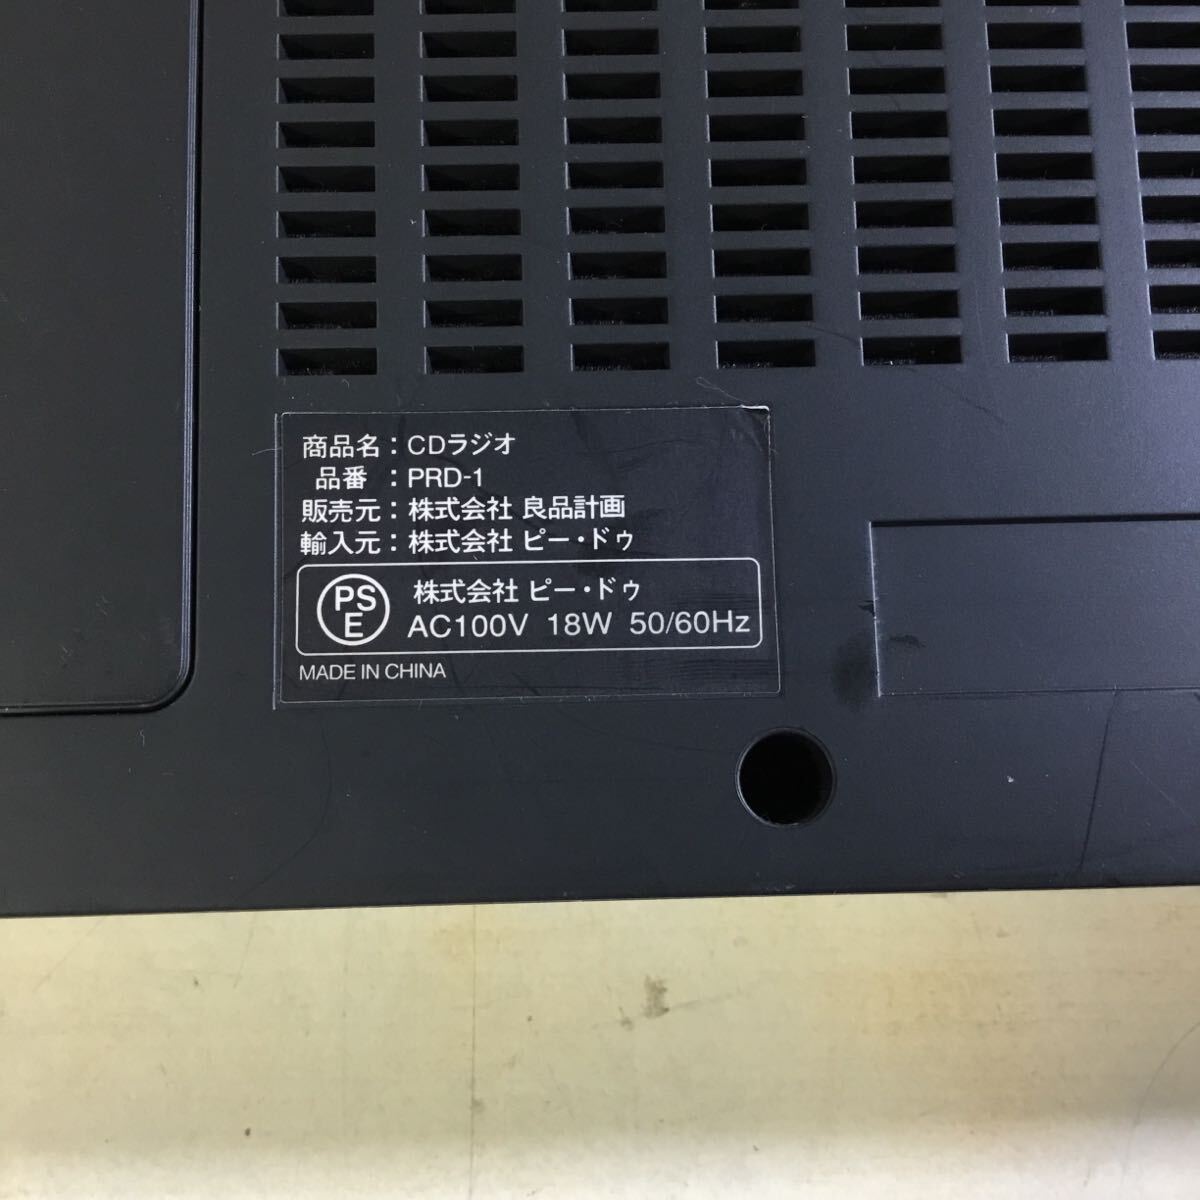 商品名：CDラジオ
品番：PRD-1
販売元：株式会社 良品計画
輸入元：株式会社 ピー・ドゥ
PSE
株式会社 ピー・ドゥ
AC100V 18W 50/60Hz
MADE IN CHINA